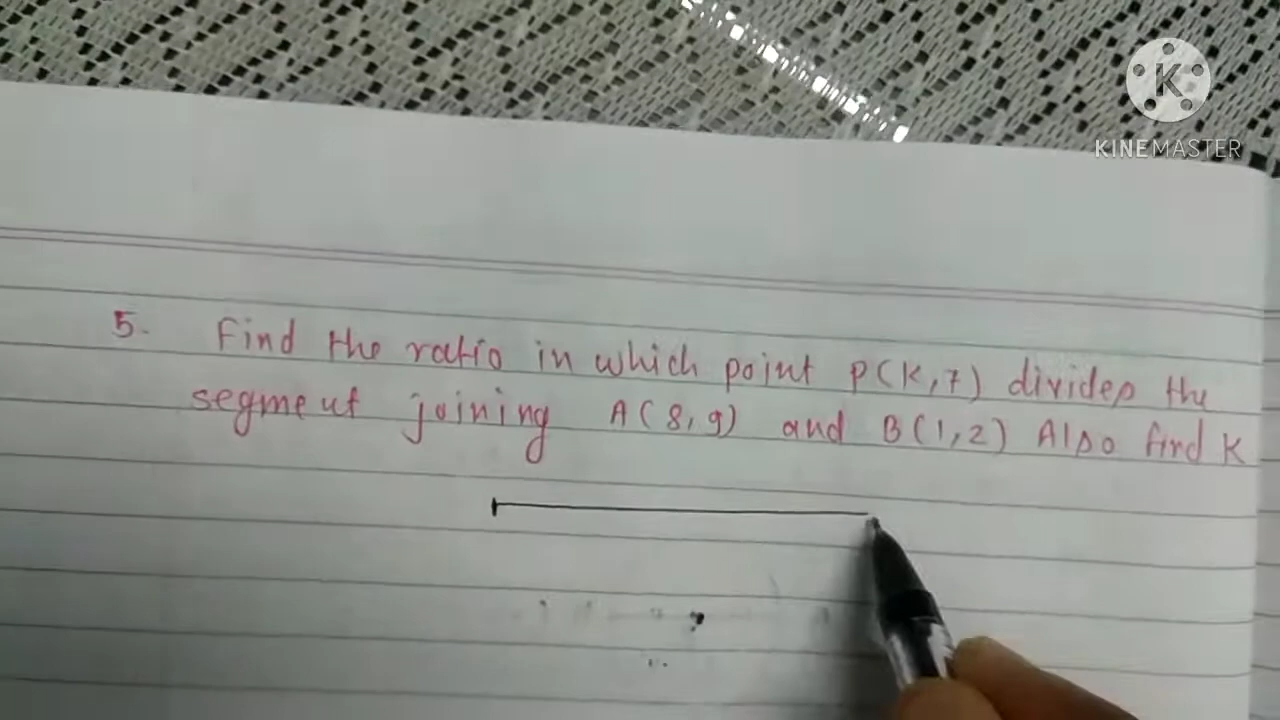 K
KINEMASTER
5. Find the ratio in which point P(K,7) divides the
segment joining A(8,9) and B(1,2) Also find K